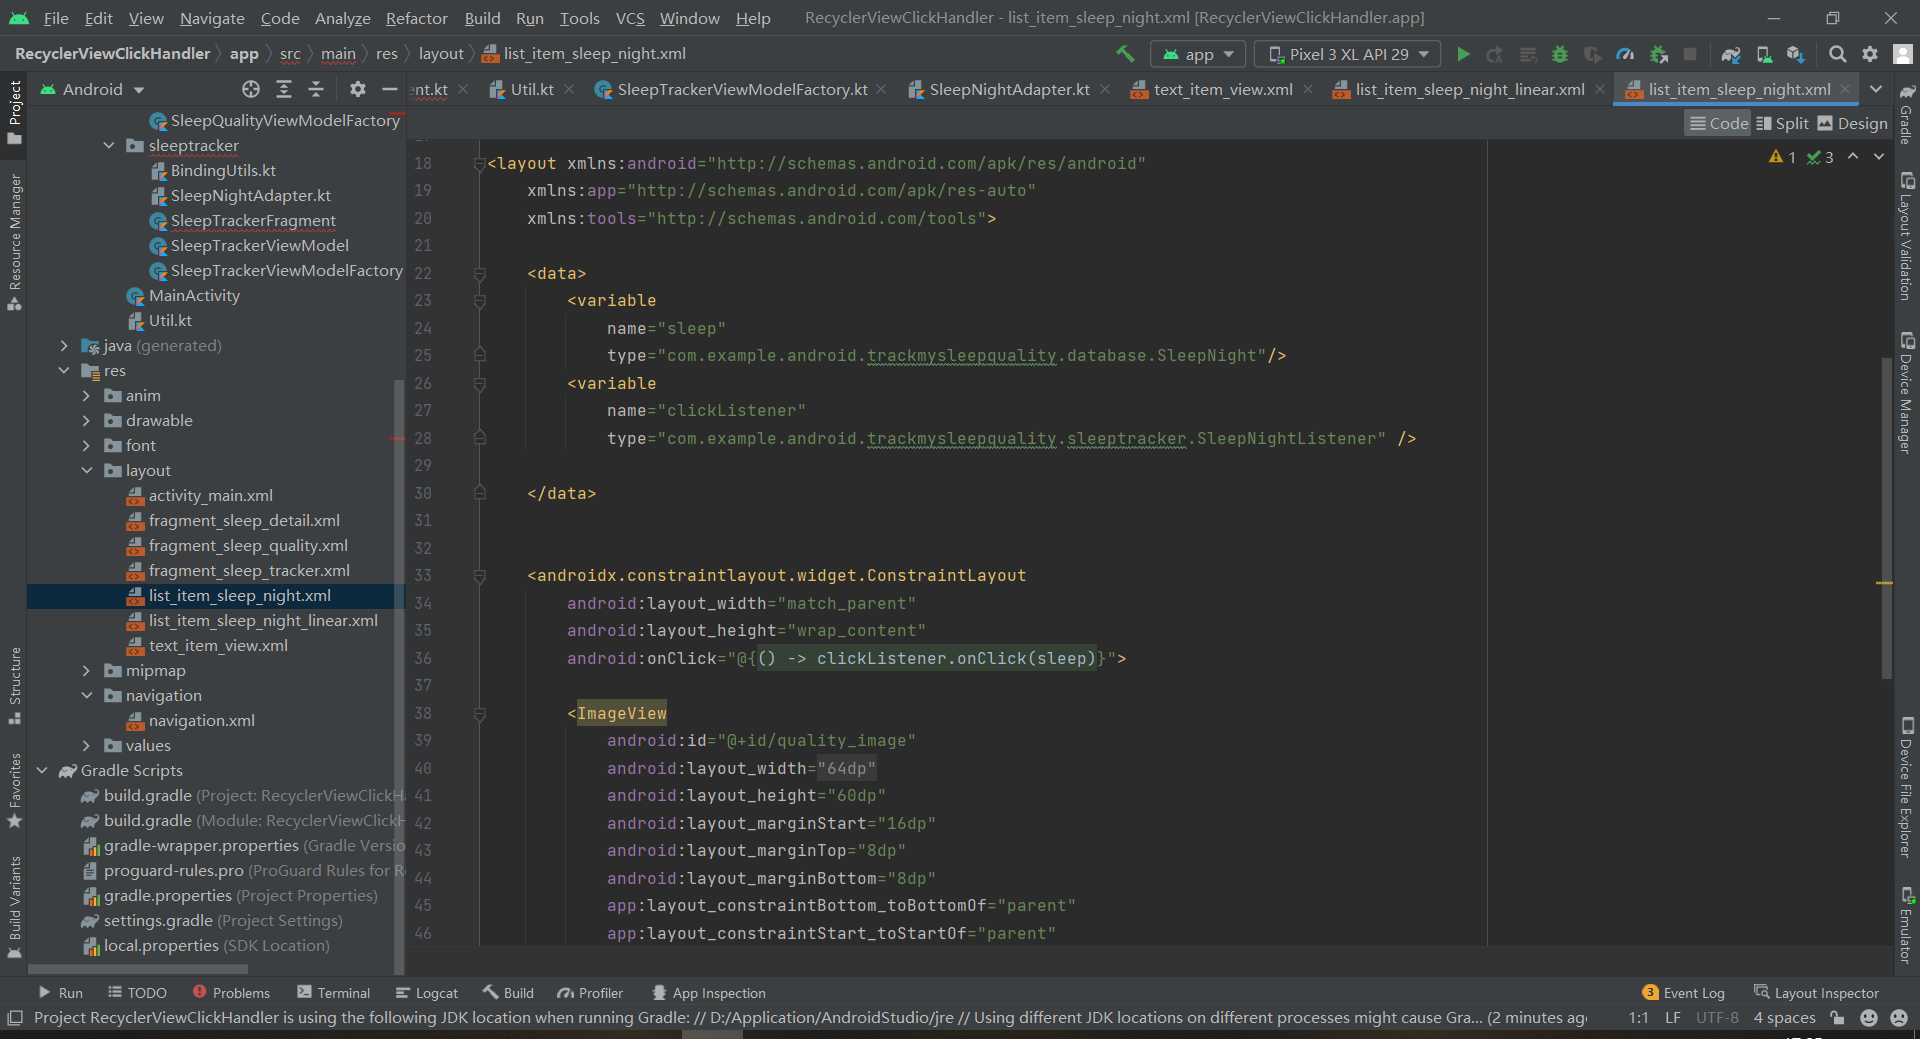 File Edit View Navigate Code Analyze Refactor Build Run Tools VCS Window Help RecyclerViewClickHandler - list_item_sleep_night.xml [RecyclerViewClickHandler.app]
RecyclerViewClickHandler app src main res layout list_item_sleep_night.xml app Pixel 3 XL API 29
Android
ent.kt Util.kt SleepTrackerViewModelFactory.kt SleepNightAdapter.kt text_item_view.xml list_item_sleep_night_linear.xml list_item_sleep_night.xml
Code Split Design
1 3
Project
Resource Manager
Structure
Favorites
Build Variants
SleepQualityViewModelFactory
sleeptracker
BindingUtils.kt
SleepNightAdapter.kt
SleepTrackerFragment
SleepTrackerViewModel
SleepTrackerViewModelFactory
MainActivity
Util.kt
java (generated)
res
anim
drawable
font
layout
activity_main.xml
fragment_sleep_detail.xml
fragment_sleep_quality.xml
fragment_sleep_tracker.xml
list_item_sleep_night.xml
list_item_sleep_night_linear.xml
text_item_view.xml
mipmap
navigation
navigation.xml
values
Gradle Scripts
build.gradle (Project: RecyclerViewClickH
build.gradle (Module: RecyclerViewClickH
gradle-wrapper.properties (Gradle Versio
proguard-rules.pro (ProGuard Rules for R
gradle.properties (Project Properties)
settings.gradle (Project Settings)
local.properties (SDK Location)
18 <layout xmlns:android="http://schemas.android.com/apk/res/android"
19 xmlns:app="http://schemas.android.com/apk/res-auto"
20 xmlns:tools="http://schemas.android.com/tools">
21
22 <data>
23 <variable
24 name="sleep"
25 type="com.example.android.trackmysleepquality.database.SleepNight"/>
26 <variable
27 name="clickListener"
28 type="com.example.android.trackmysleepquality.sleeptracker.SleepNightListener" />
29
30 </data>
31
32
33 <androidx.constraintlayout.widget.ConstraintLayout
34 android:layout_width="match_parent"
35 android:layout_height="wrap_content"
36 android:onClick="@{() -> clickListener.onClick(sleep)}">
37
38 <ImageView
39 android:id="@+id/quality_image"
40 android:layout_width="64dp"
41 android:layout_height="60dp"
42 android:layout_marginStart="16dp"
43 android:layout_marginTop="8dp"
44 android:layout_marginBottom="8dp"
45 app:layout_constraintBottom_toBottomOf="parent"
46 app:layout_constraintStart_toStartOf="parent"
Gradle
Layout Validation
Device Manager
Device File Explorer
Emulator
Run TODO Problems Terminal Logcat Build Profiler App Inspection 3 Event Log Layout Inspector
Project RecyclerViewClickHandler is using the following JDK location when running Gradle: // D:/Application/AndroidStudio/jre // Using different JDK locations on different processes might cause Gra... (2 minutes ago 1:1 LF UTF-8 4 spaces